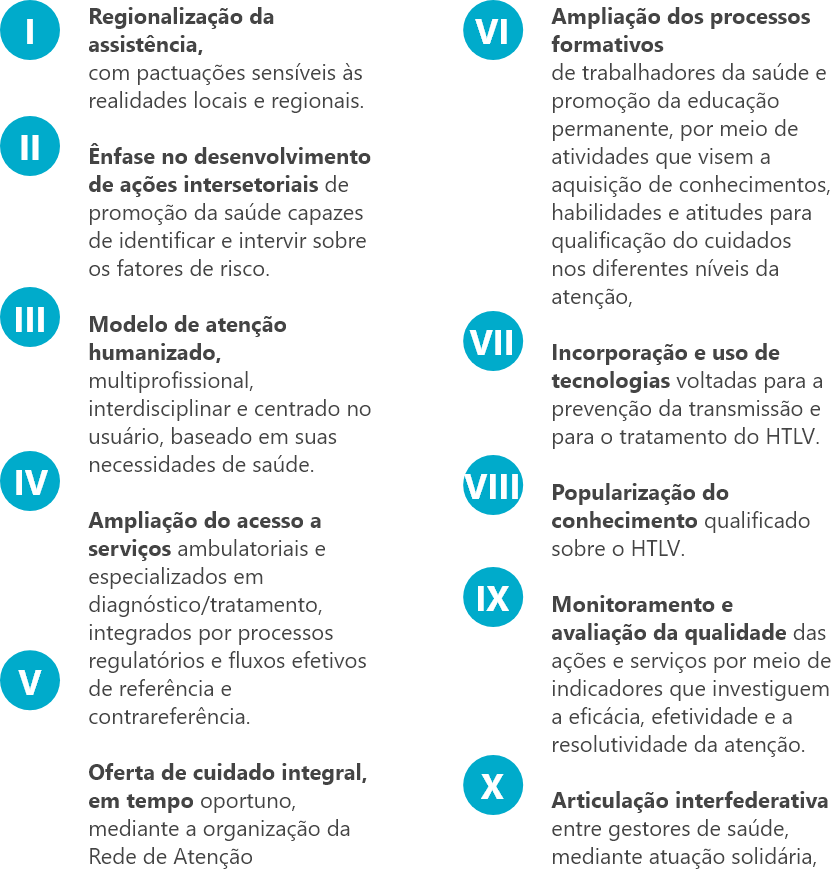 I
Regionalização da
assistência,
com pactuações sensíveis às
realidades locais e regionais.
II
Ênfase no desenvolvimento
de ações intersetoriais de
promoção da saúde capazes
de identificar e intervir sobre
os fatores de risco.
III
Modelo de atenção
humanizado,
multiprofissional,
interdisciplinar e centrado no
usuário, baseado em suas
necessidades de saúde.
IV
Ampliação do acesso a
serviços ambulatoriais e
especializados em
diagnóstico/tratamento,
integrados por processos
regulatórios e fluxos efetivos
de referência e
contrareferência.
V
Oferta de cuidado integral,
em tempo oportuno,
mediante a organização da
Rede de Atenção
VI
Ampliação dos processos
formativos
de trabalhadores da saúde e
promoção da educação
permanente, por meio de
atividades que visem a
aquisição de conhecimentos,
habilidades e atitudes para
qualificação do cuidados
nos diferentes níveis da
atenção,
VII
Incorporação e uso de
tecnologias voltadas para a
prevenção da transmissão e
para o tratamento do HTLV.
VIII
Popularização do
conhecimento qualificado
sobre o HTLV.
IX
Monitoramento e
avaliação da qualidade das
ações e serviços por meio de
indicadores que investiguem
a eficácia, efetividade e a
resolutividade da atenção.
X
Articulação interfederativa
entre gestores de saúde,
mediante atuação solidária,